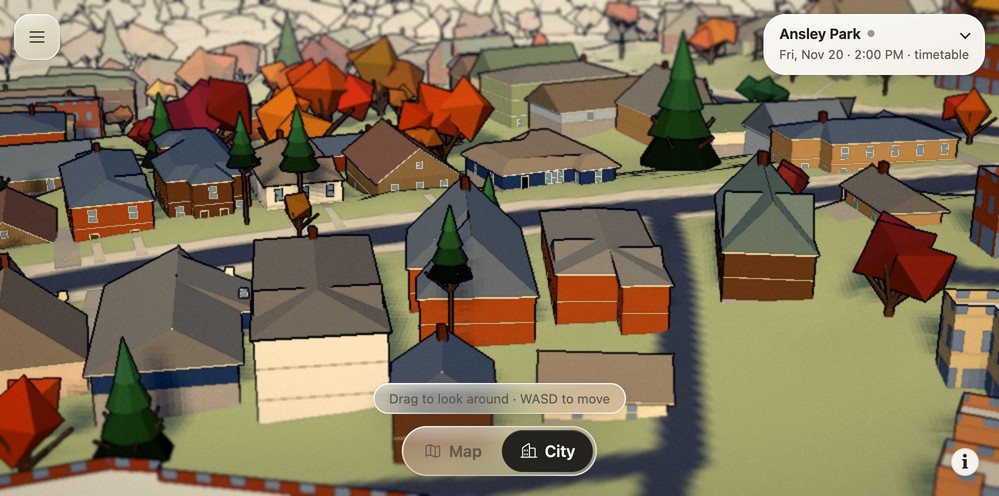 Ansley Park
Fri, Nov 20 · 2:00 PM · timetable
Drag to look around · WASD to move
Map
City
i